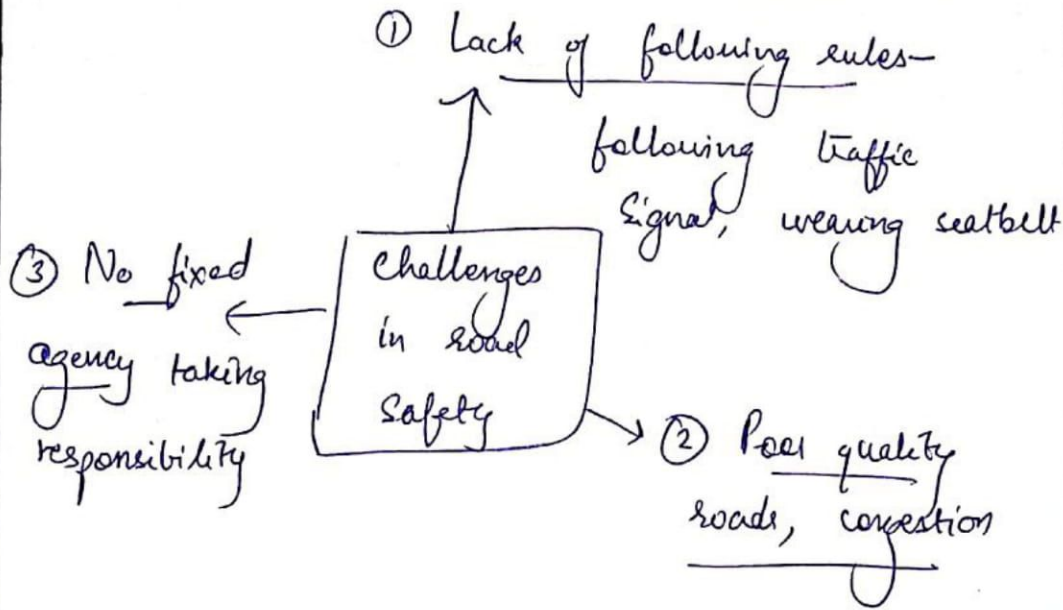 ① Lack of following rules-
following traffic
signal, wearing seatbelt
Challenges
in road
Safety
② Poor quality
roads, congestion
③ No fixed
agency taking
responsibility